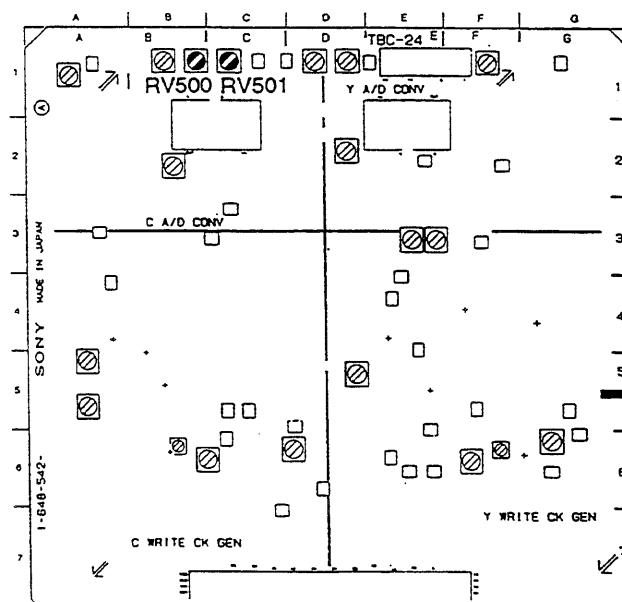 A B C D E F G
A B C D TBC-24 E F G
1 1
RV500 RV501 Y A/D CONV
A
2 2
C A/D CONV
3 3
4 4
5 5
6 6
C WRITE CK GEN Y WRITE CK GEN
7 7
SONY MADE IN JAPAN
1-648-542-